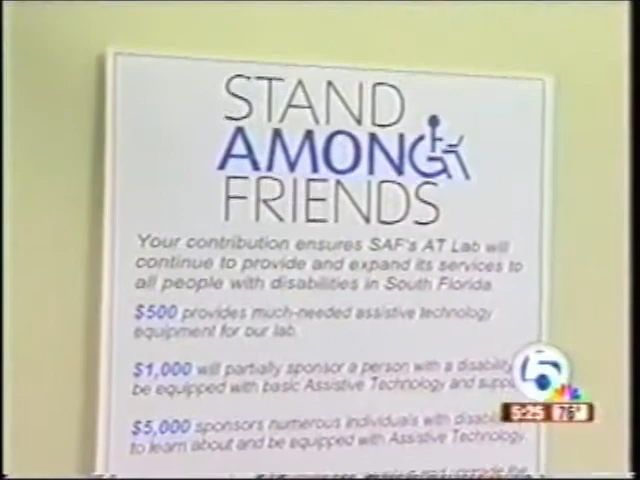 STAND
AMONG
FRIENDS
Your contribution ensures SAF's AT Lab will
continue to provide and expand its services to
all people with disabilities in South Florida.
$500 provides much-needed assistive technology
equipment for our lab.
$1,000 will partially sponsor a person with a disability
be equipped with basic Assistive Technology and
$5,000 sponsors numerous individuals with
to learn about and be equipped with Assistive Technology.
the
5
5:25 76°